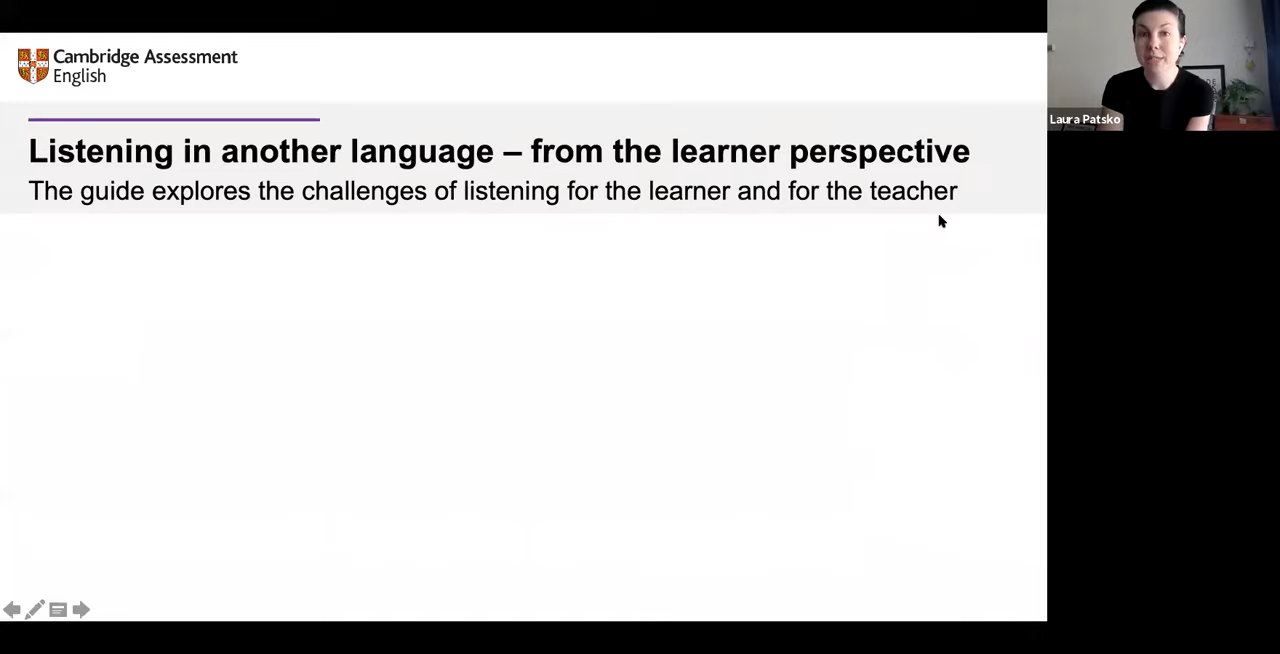 Cambridge Assessment
English
Listening in another language – from the learner perspective
The guide explores the challenges of listening for the learner and for the teacher
Laura Patsko